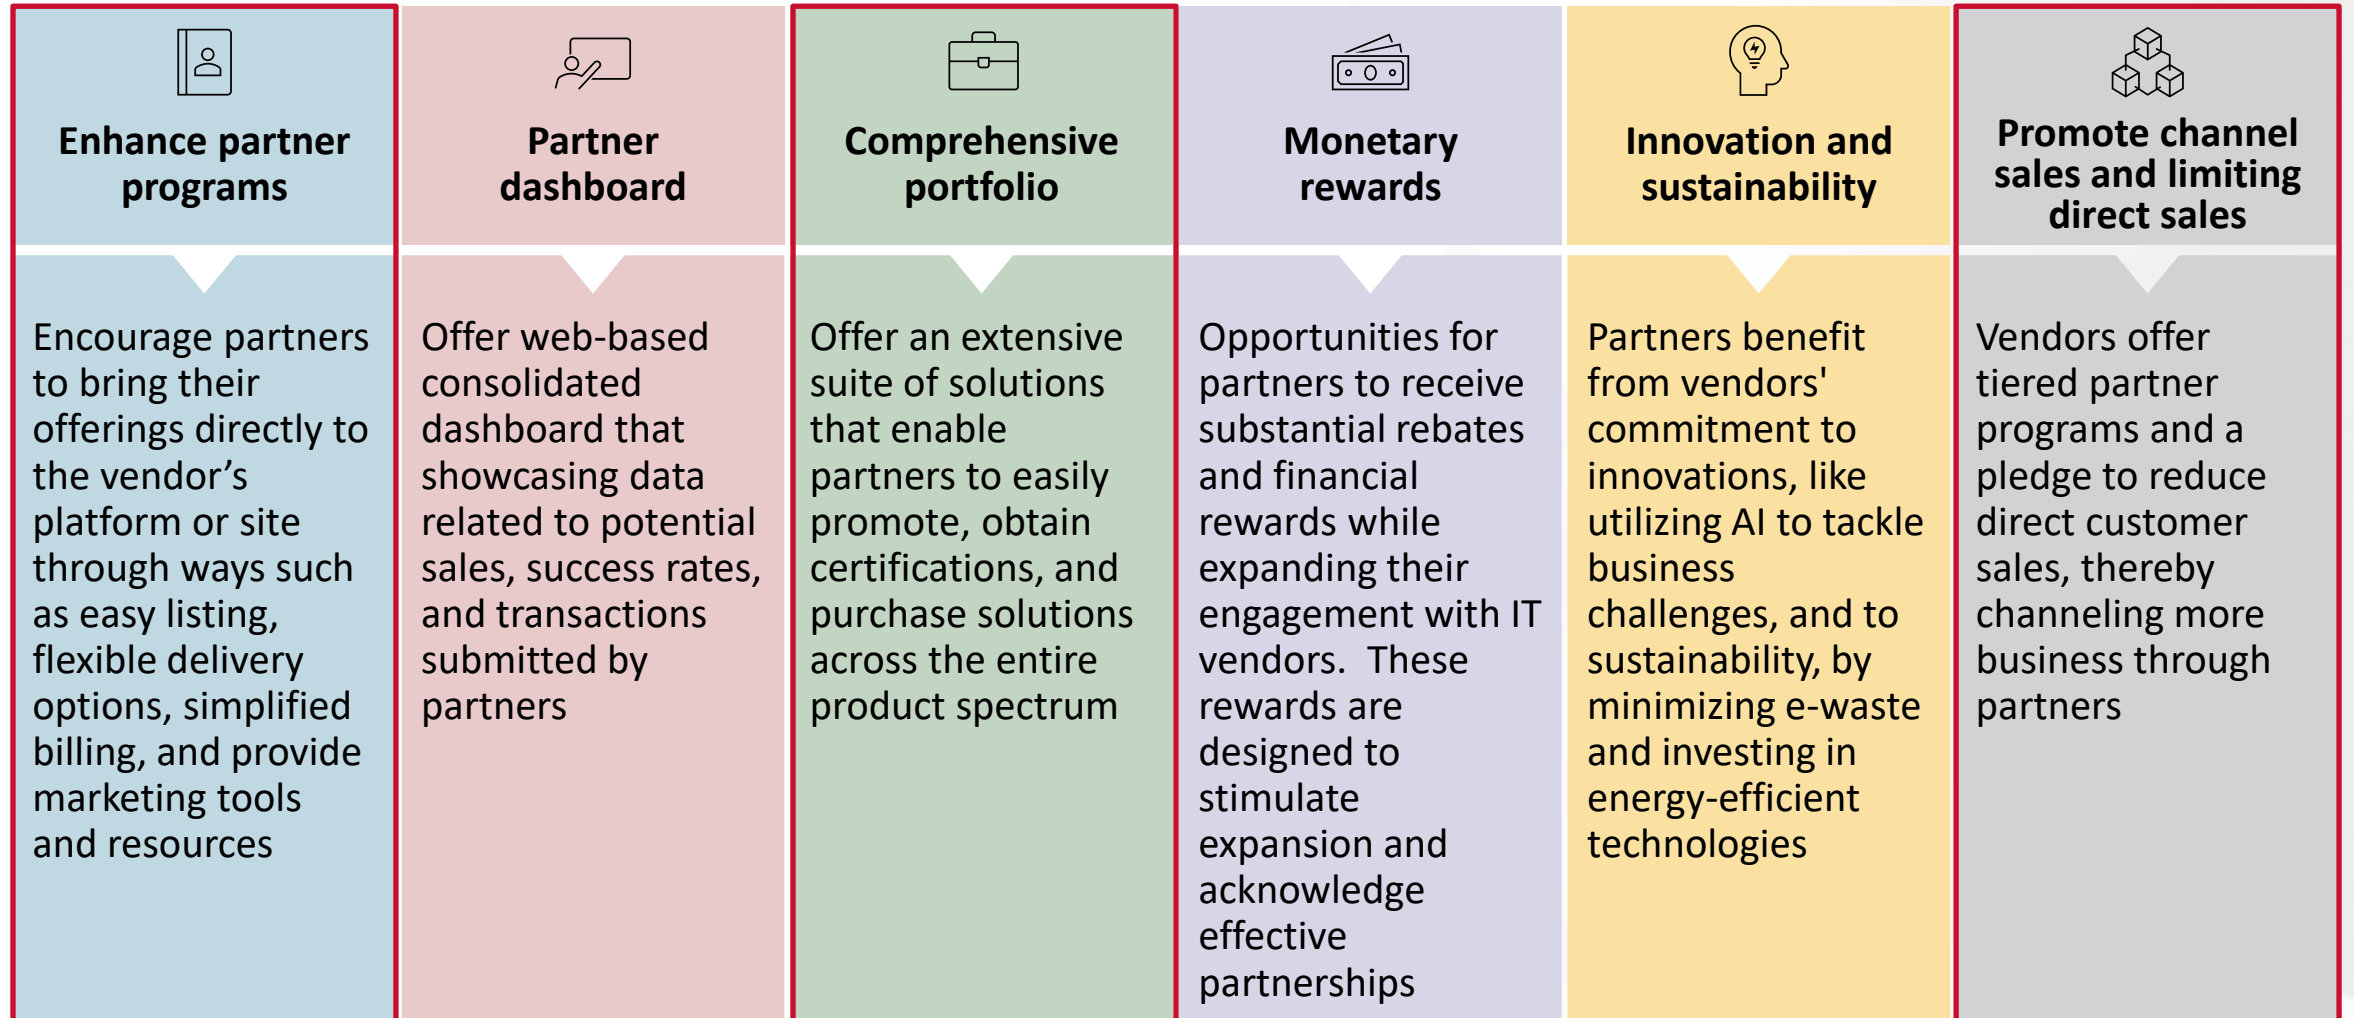 Enhance partner
programs
Encourage partners
to bring their
offerings directly to
the vendor’s
platform or site
through ways such
as easy listing,
flexible delivery
options, simplified
billing, and provide
marketing tools
and resources
Partner
dashboard
Offer web-based
consolidated
dashboard that
showcasing data
related to potential
sales, success rates,
and transactions
submitted by
partners
Comprehensive
portfolio
Offer an extensive
suite of solutions
that enable
partners to easily
promote, obtain
certifications, and
purchase solutions
across the entire
product spectrum
Monetary
rewards
Opportunities for
partners to receive
substantial rebates
and financial
rewards while
expanding their
engagement with IT
vendors.  These
rewards are
designed to
stimulate
expansion and
acknowledge
effective
partnerships
Innovation and
sustainability
Partners benefit
from vendors'
commitment to
innovations, like
utilizing AI to tackle
business
challenges, and to
sustainability, by
minimizing e-waste
and investing in
energy-efficient
technologies
Promote channel
sales and limiting
direct sales
Vendors offer
tiered partner
programs and a
pledge to reduce
direct customer
sales, thereby
channeling more
business through
partners